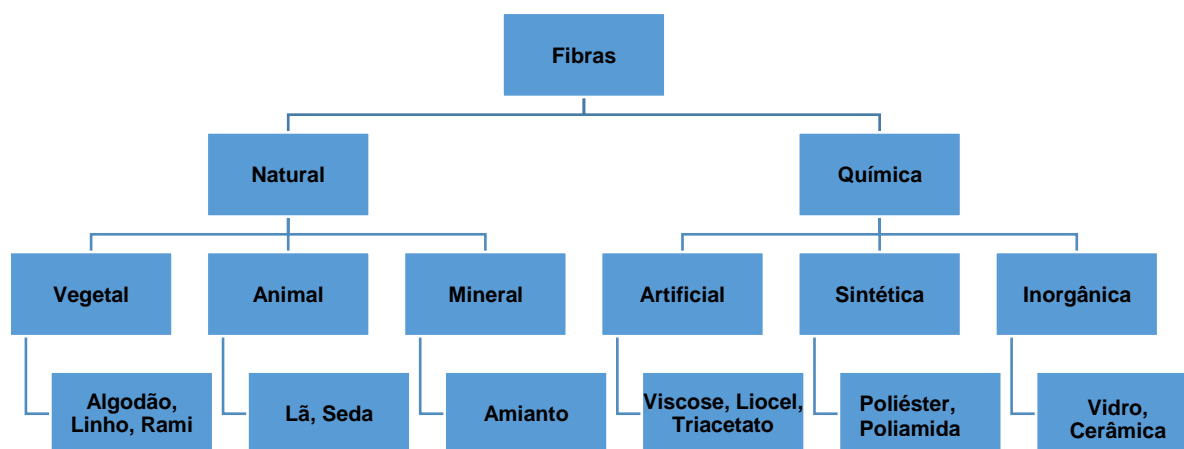 Fibras
Natural
Química
Vegetal
Animal
Mineral
Artificial
Sintética
Inorgânica
Algodão,
Linho, Rami
Lã, Seda
Amianto
Viscose, Liocel,
Triacetato
Poliéster,
Poliamida
Vidro,
Cerâmica